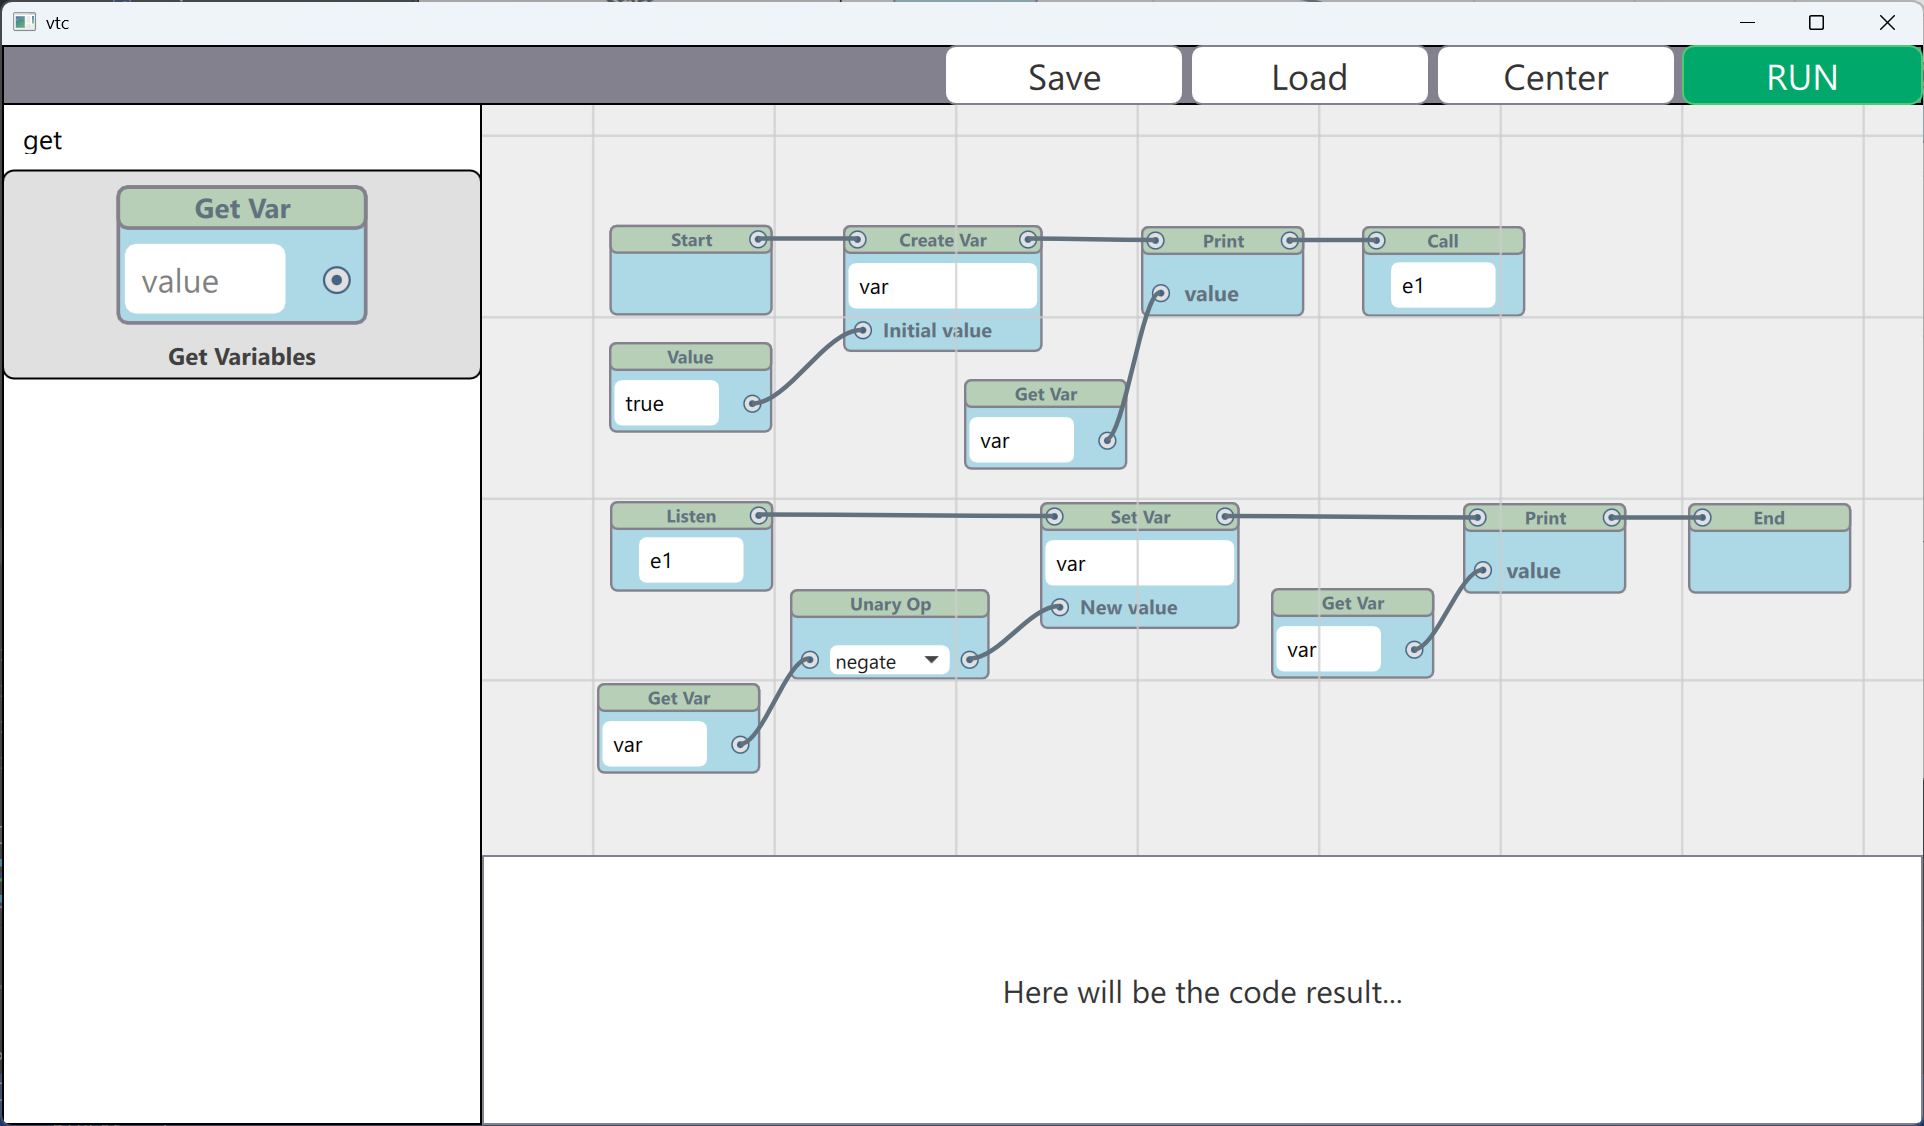 vtc
Save
Load
Center
RUN
get
Get Var
value
Get Variables
Start
Create Var
var
Initial value
Print
value
Call
e1
Value
true
Get Var
var
Listen
e1
Set Var
var
New value
Print
value
End
Unary Op
negate
Get Var
var
Get Var
var
Here will be the code result...